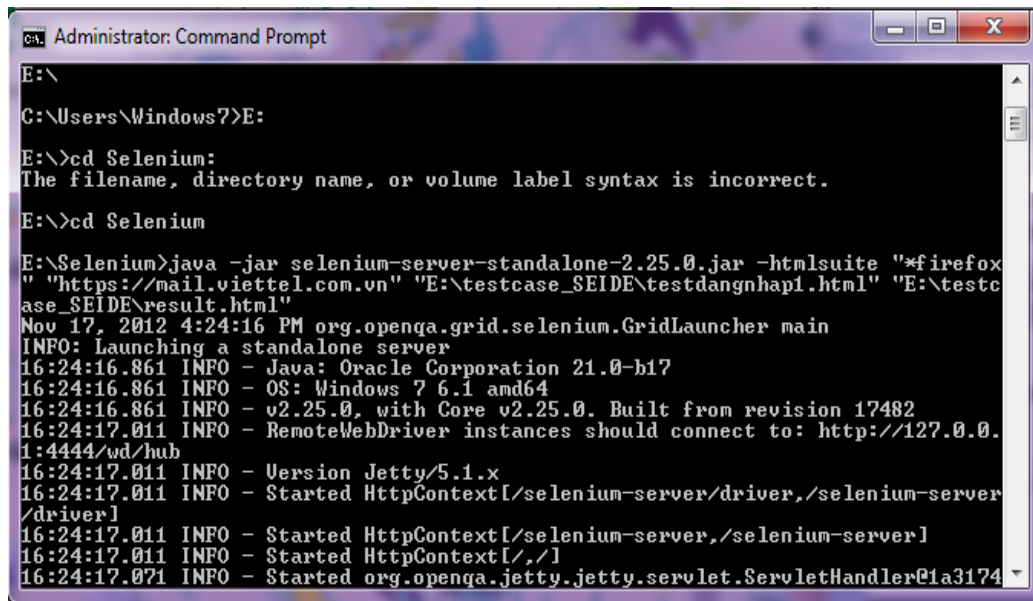 Administrator: Command Prompt
E:\
C:\Users\Windows7>E:
E:\>cd Selenium:
The filename, directory name, or volume label syntax is incorrect.
E:\>cd Selenium
E:\Selenium>java -jar selenium-server-standalone-2.25.0.jar -htmlsuite "*firefox
" "https://mail.viettel.com.vn" "E:\testcase_SEIDE\testdangnhap1.html" "E:\testc
ase_SEIDE\result.html"
Nov 17, 2012 4:24:16 PM org.openqa.grid.selenium.GridLauncher main
INFO: Launching a standalone server
16:24:16.861 INFO - Java: Oracle Corporation 21.0-b17
16:24:16.861 INFO - OS: Windows 7 6.1 amd64
16:24:16.861 INFO - v2.25.0, with Core v2.25.0. Built from revision 17482
16:24:17.011 INFO - RemoteWebDriver instances should connect to: http://127.0.0.
1:4444/wd/hub
16:24:17.011 INFO - Version Jetty/5.1.x
16:24:17.011 INFO - Started HttpContext[/selenium-server/driver,/selenium-server
/driver]
16:24:17.011 INFO - Started HttpContext[/selenium-server,/selenium-server]
16:24:17.011 INFO - Started HttpContext[/,/]
16:24:17.071 INFO - Started org.openqa.jetty.jetty.servlet.ServletHandler@1a3174